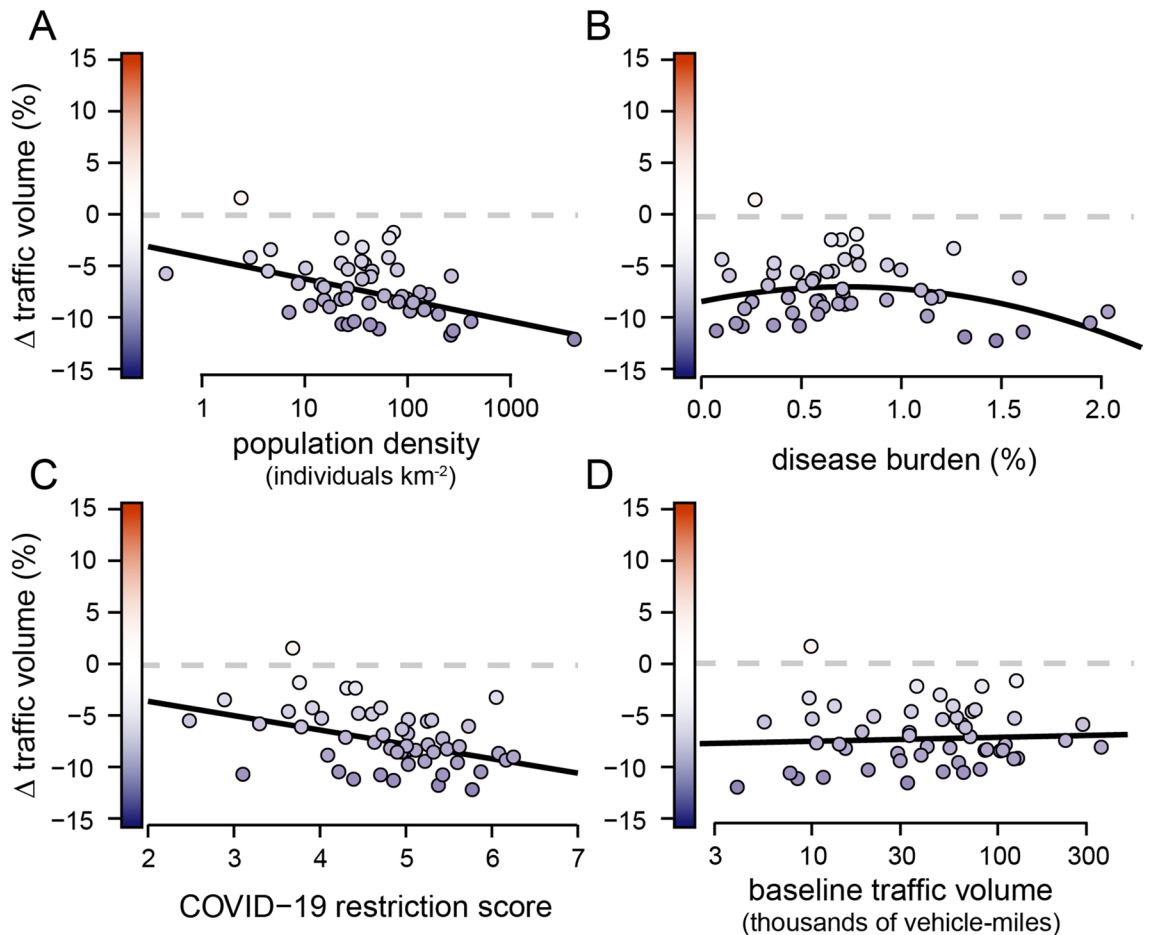 A
Δ traffic volume (%)
15
10
5
0
−5
−10
−15
1 10 100 1000
population density
(individuals km-2)
B
15
10
5
0
−5
−10
−15
0.0 0.5 1.0 1.5 2.0
disease burden (%)
C
Δ traffic volume (%)
15
10
5
0
−5
−10
−15
2 3 4 5 6 7
COVID−19 restriction score
D
15
10
5
0
−5
−10
−15
3 10 30 100 300
baseline traffic volume
(thousands of vehicle-miles)